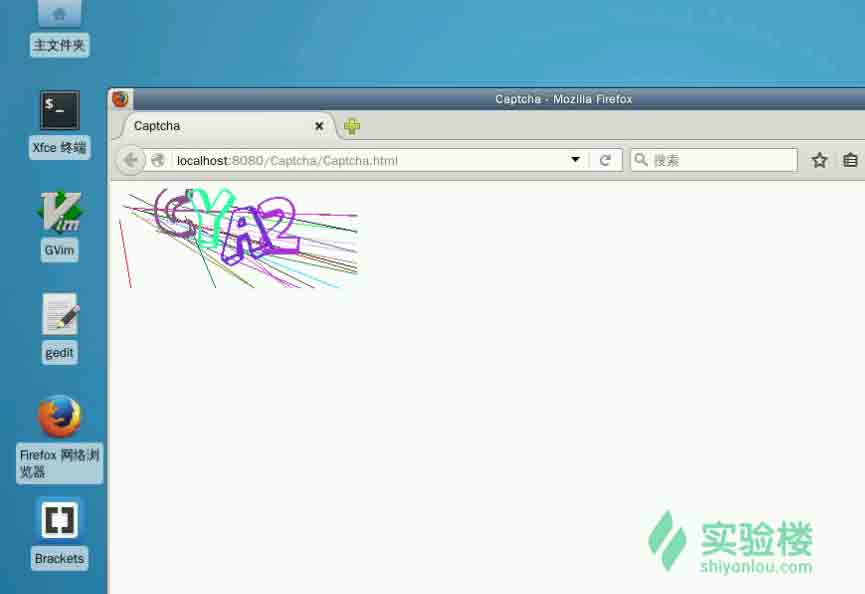 主文件夹
Xfce 终端
GVim
gedit
Firefox 网络浏
览器
Brackets
Captcha - Mozilla Firefox
Captcha
localhost:8080/Captcha/Captcha.html
搜索
CYA2
实验楼
shiyanlou.com